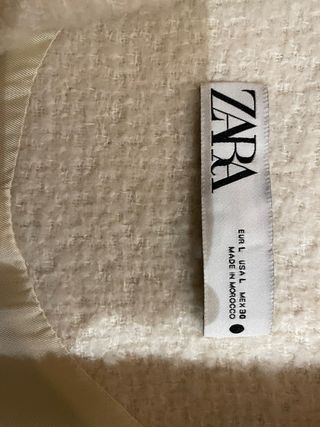 ZARA
EUR L USA L MEX 30
MADE IN MOROCCO